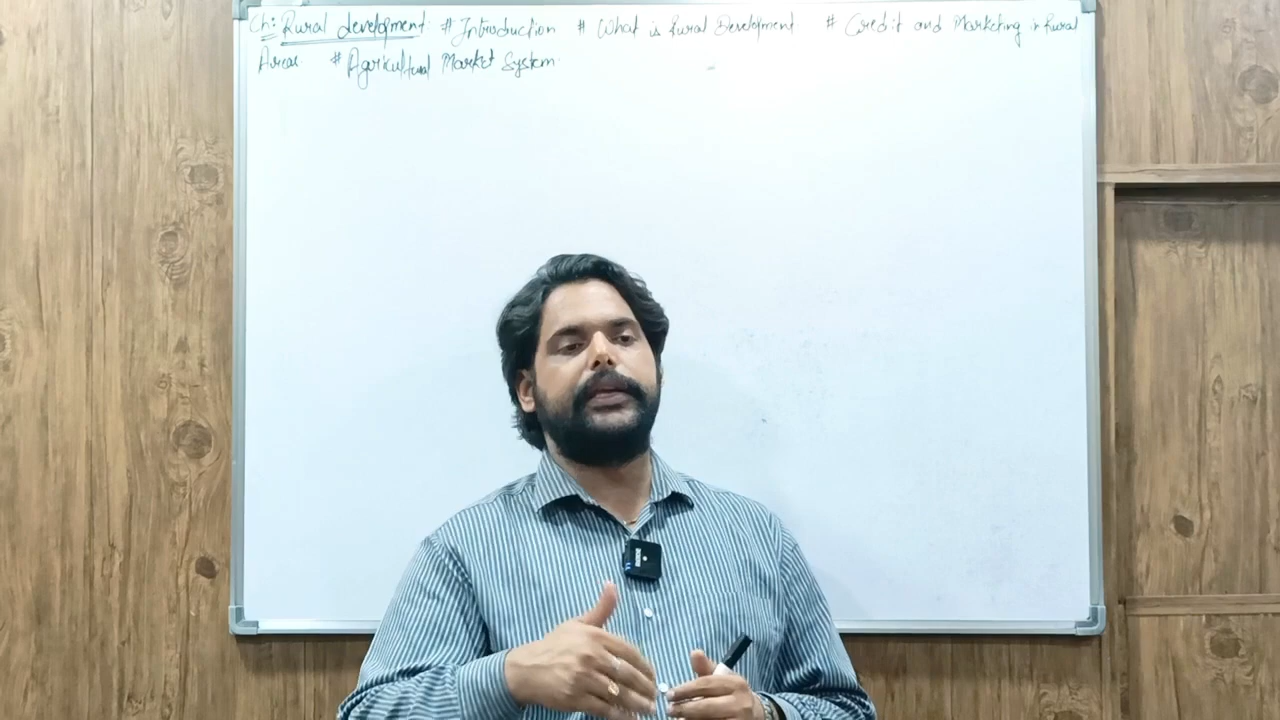 Ch: Rural development # Introduction # What is Rural Development # Credit and Marketing in Rural
Areas # Agricultural Market System